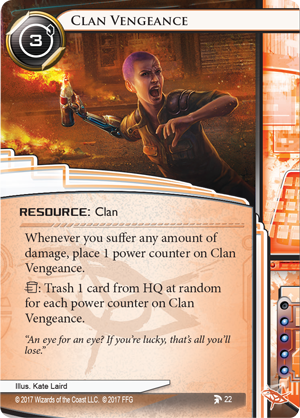 3
CLAN VENGEANCE
RESOURCE: Clan
Whenever you suffer any amount of
damage, place 1 power counter on Clan
Vengeance.
: Trash 1 card from HQ at random
for each power counter on Clan
Vengeance.
“An eye for an eye? If you're lucky, that's all you'll
lose.”
Illus. Kate Laird
© 2017 Wizards of the Coast LLC. © 2017 FFG
22